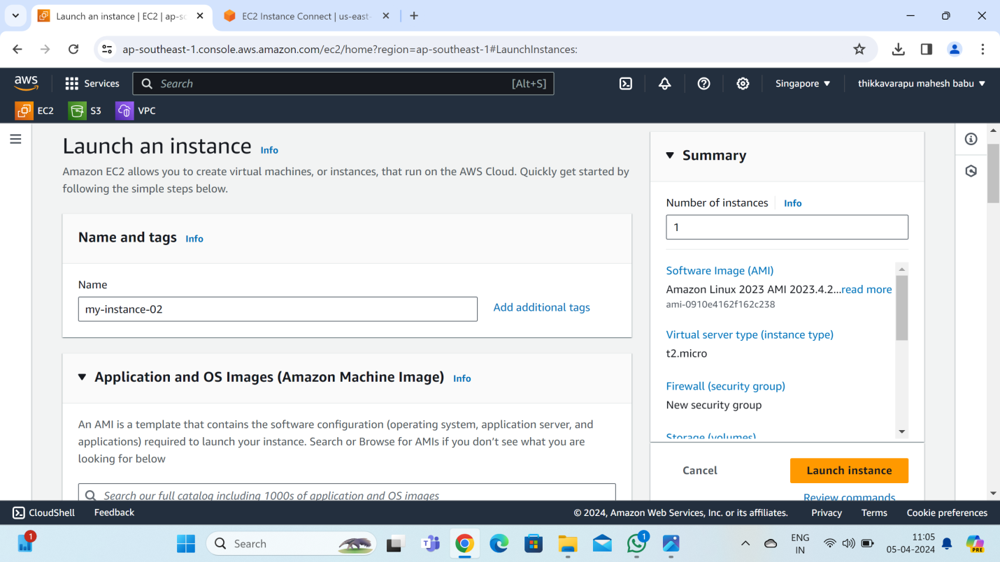 Launch an instance | EC2 | ap-so
EC2 Instance Connect | us-east-
ap-southeast-1.console.aws.amazon.com/ec2/home?region=ap-southeast-1#LaunchInstances:
aws
Services
Search
[Alt+S]
Singapore
thikkavarapu mahesh babu
EC2
S3
VPC
Launch an instance Info
Amazon EC2 allows you to create virtual machines, or instances, that run on the AWS Cloud. Quickly get started by
following the simple steps below.
Name and tags Info
Name
my-instance-02
Add additional tags
Application and OS Images (Amazon Machine Image) Info
An AMI is a template that contains the software configuration (operating system, application server, and
applications) required to launch your instance. Search or Browse for AMIs if you don’t see what you are
looking for below
Search our full catalog including 1000s of application and OS images
Summary
Number of instances Info
1
Software Image (AMI)
Amazon Linux 2023 AMI 2023.4.2...read more
ami-0910e4162f162c238
Virtual server type (instance type)
t2.micro
Firewall (security group)
New security group
Storage (volumes)
Cancel
Launch instance
Review commands
CloudShell
Feedback
© 2024, Amazon Web Services, Inc. or its affiliates.
Privacy
Terms
Cookie preferences
1
Search
1
ENG
IN
11:05
05-04-2024
PRE